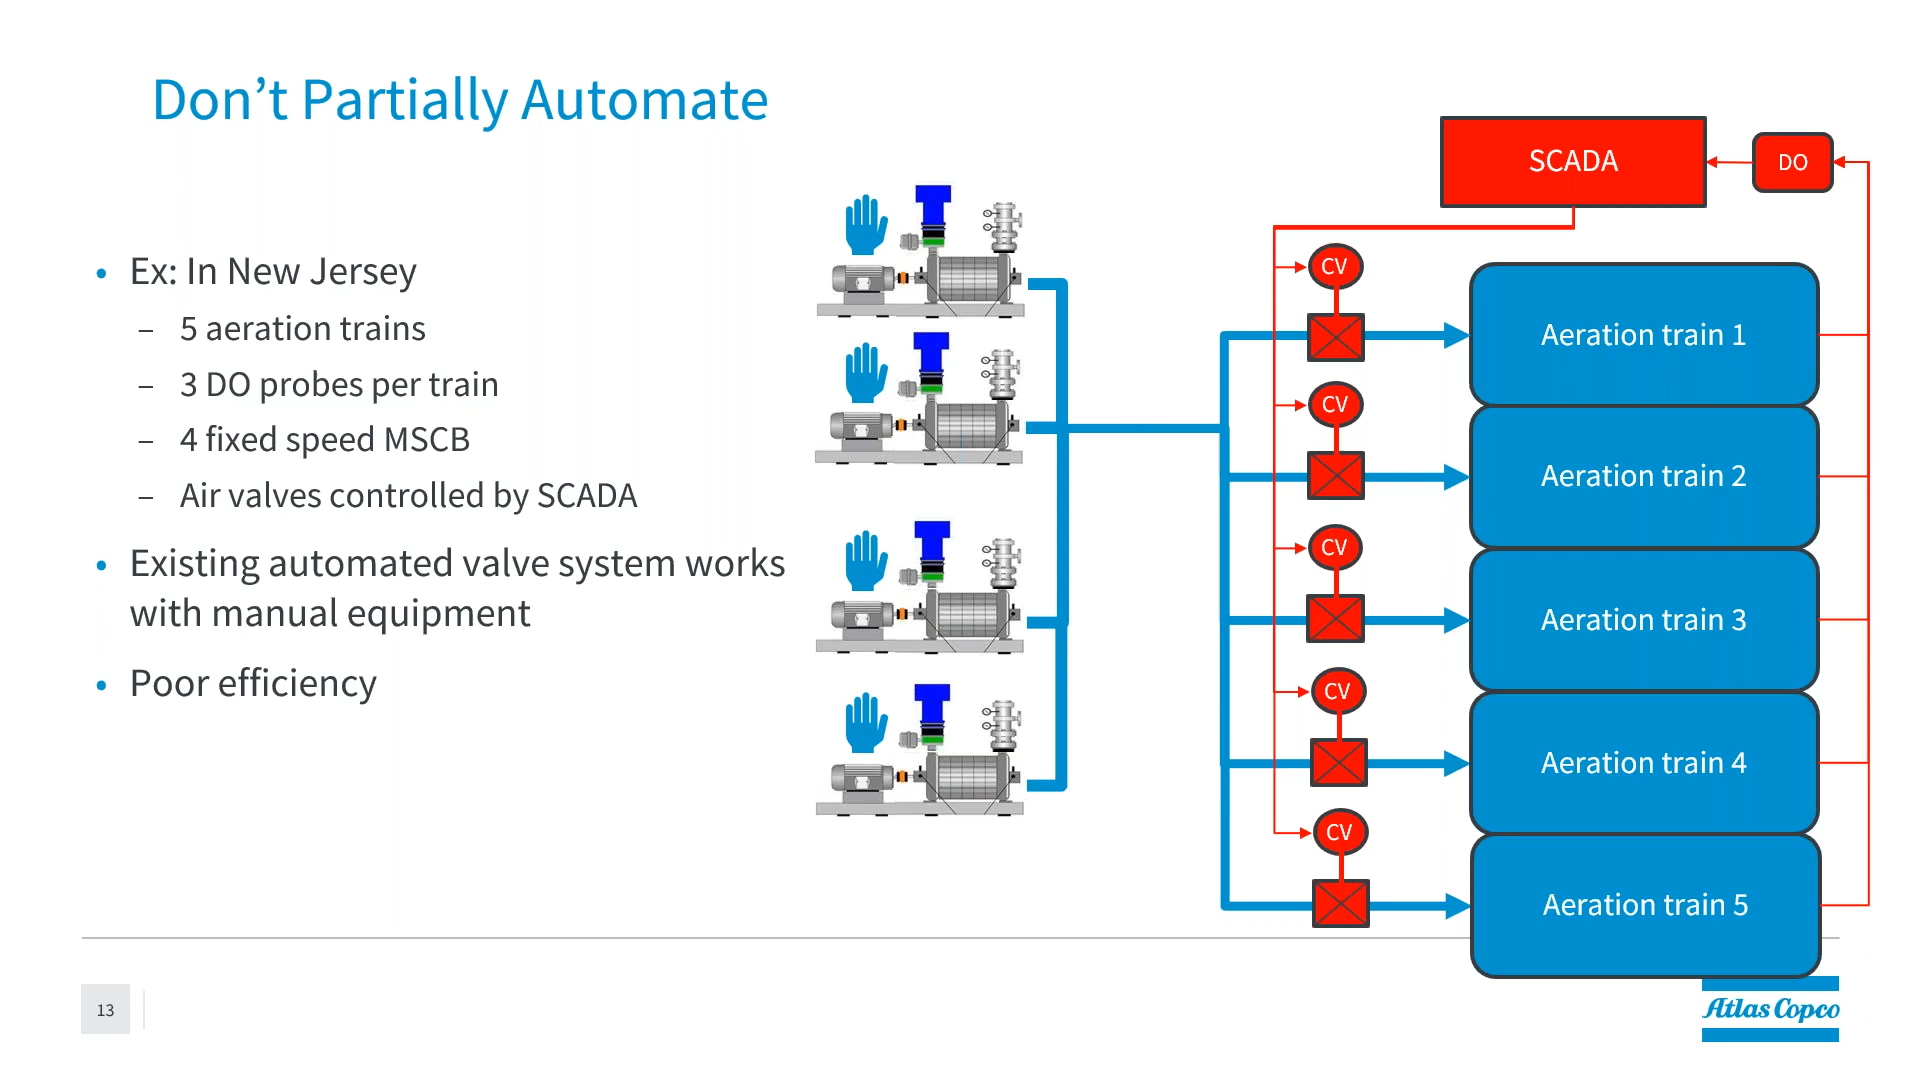 Don’t Partially Automate
• Ex: In New Jersey
– 5 aeration trains
– 3 DO probes per train
– 4 fixed speed MSCB
– Air valves controlled by SCADA
• Existing automated valve system works
with manual equipment
• Poor efficiency
SCADA
DO
CV
Aeration train 1
CV
Aeration train 2
CV
Aeration train 3
CV
Aeration train 4
CV
Aeration train 5
13
Atlas Copco